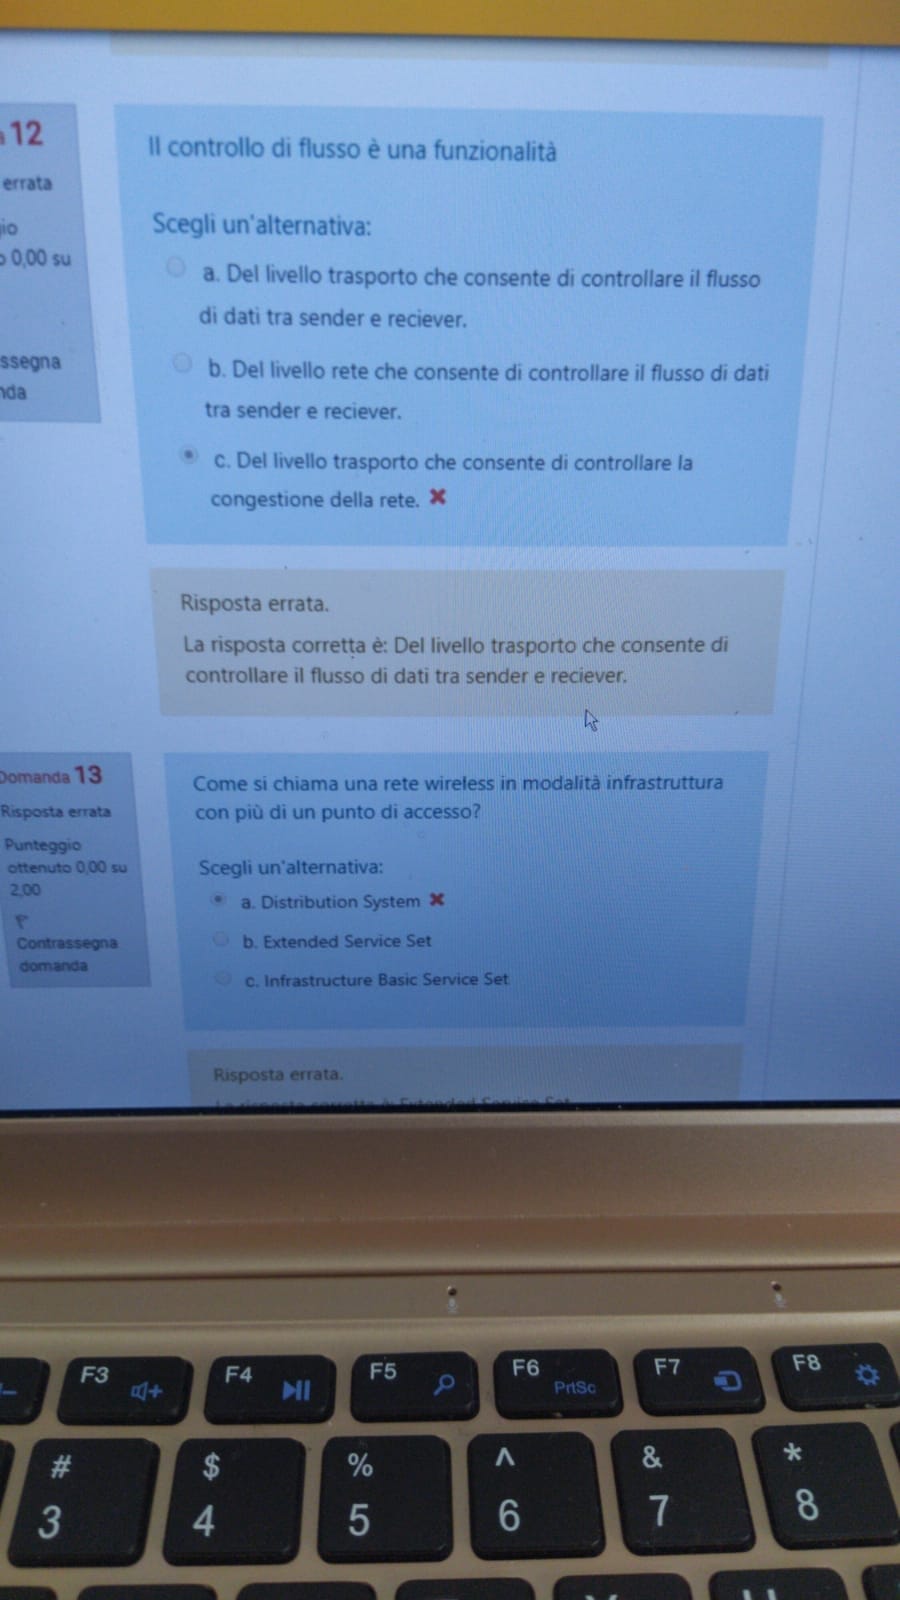 12
errata
0,00 su
Il controllo di flusso è una funzionalità
Scegli un'alternativa:
a. Del livello trasporto che consente di controllare il flusso
di dati tra sender e reciever.
b. Del livello rete che consente di controllare il flusso di dati
tra sender e reciever.
c. Del livello trasporto che consente di controllare la
congestione della rete.
Risposta errata.
La risposta corretta è: Del livello trasporto che consente di
controllare il flusso di dati tra sender e reciever.
Domanda 13
Risposta errata
Punteggio
ottenuto 0,00 su
2,00
Contrassegna
domanda
Come si chiama una rete wireless in modalità infrastruttura
con più di un punto di accesso?
Scegli un'alternativa:
a. Distribution System
b. Extended Service Set
c. Infrastructure Basic Service Set
Risposta errata.
La risposta corretta è: Extended Service Set
F3 F4 F5 F6 PrtSc F7 F8
# $ % ^ & *
3 4 5 6 7 8